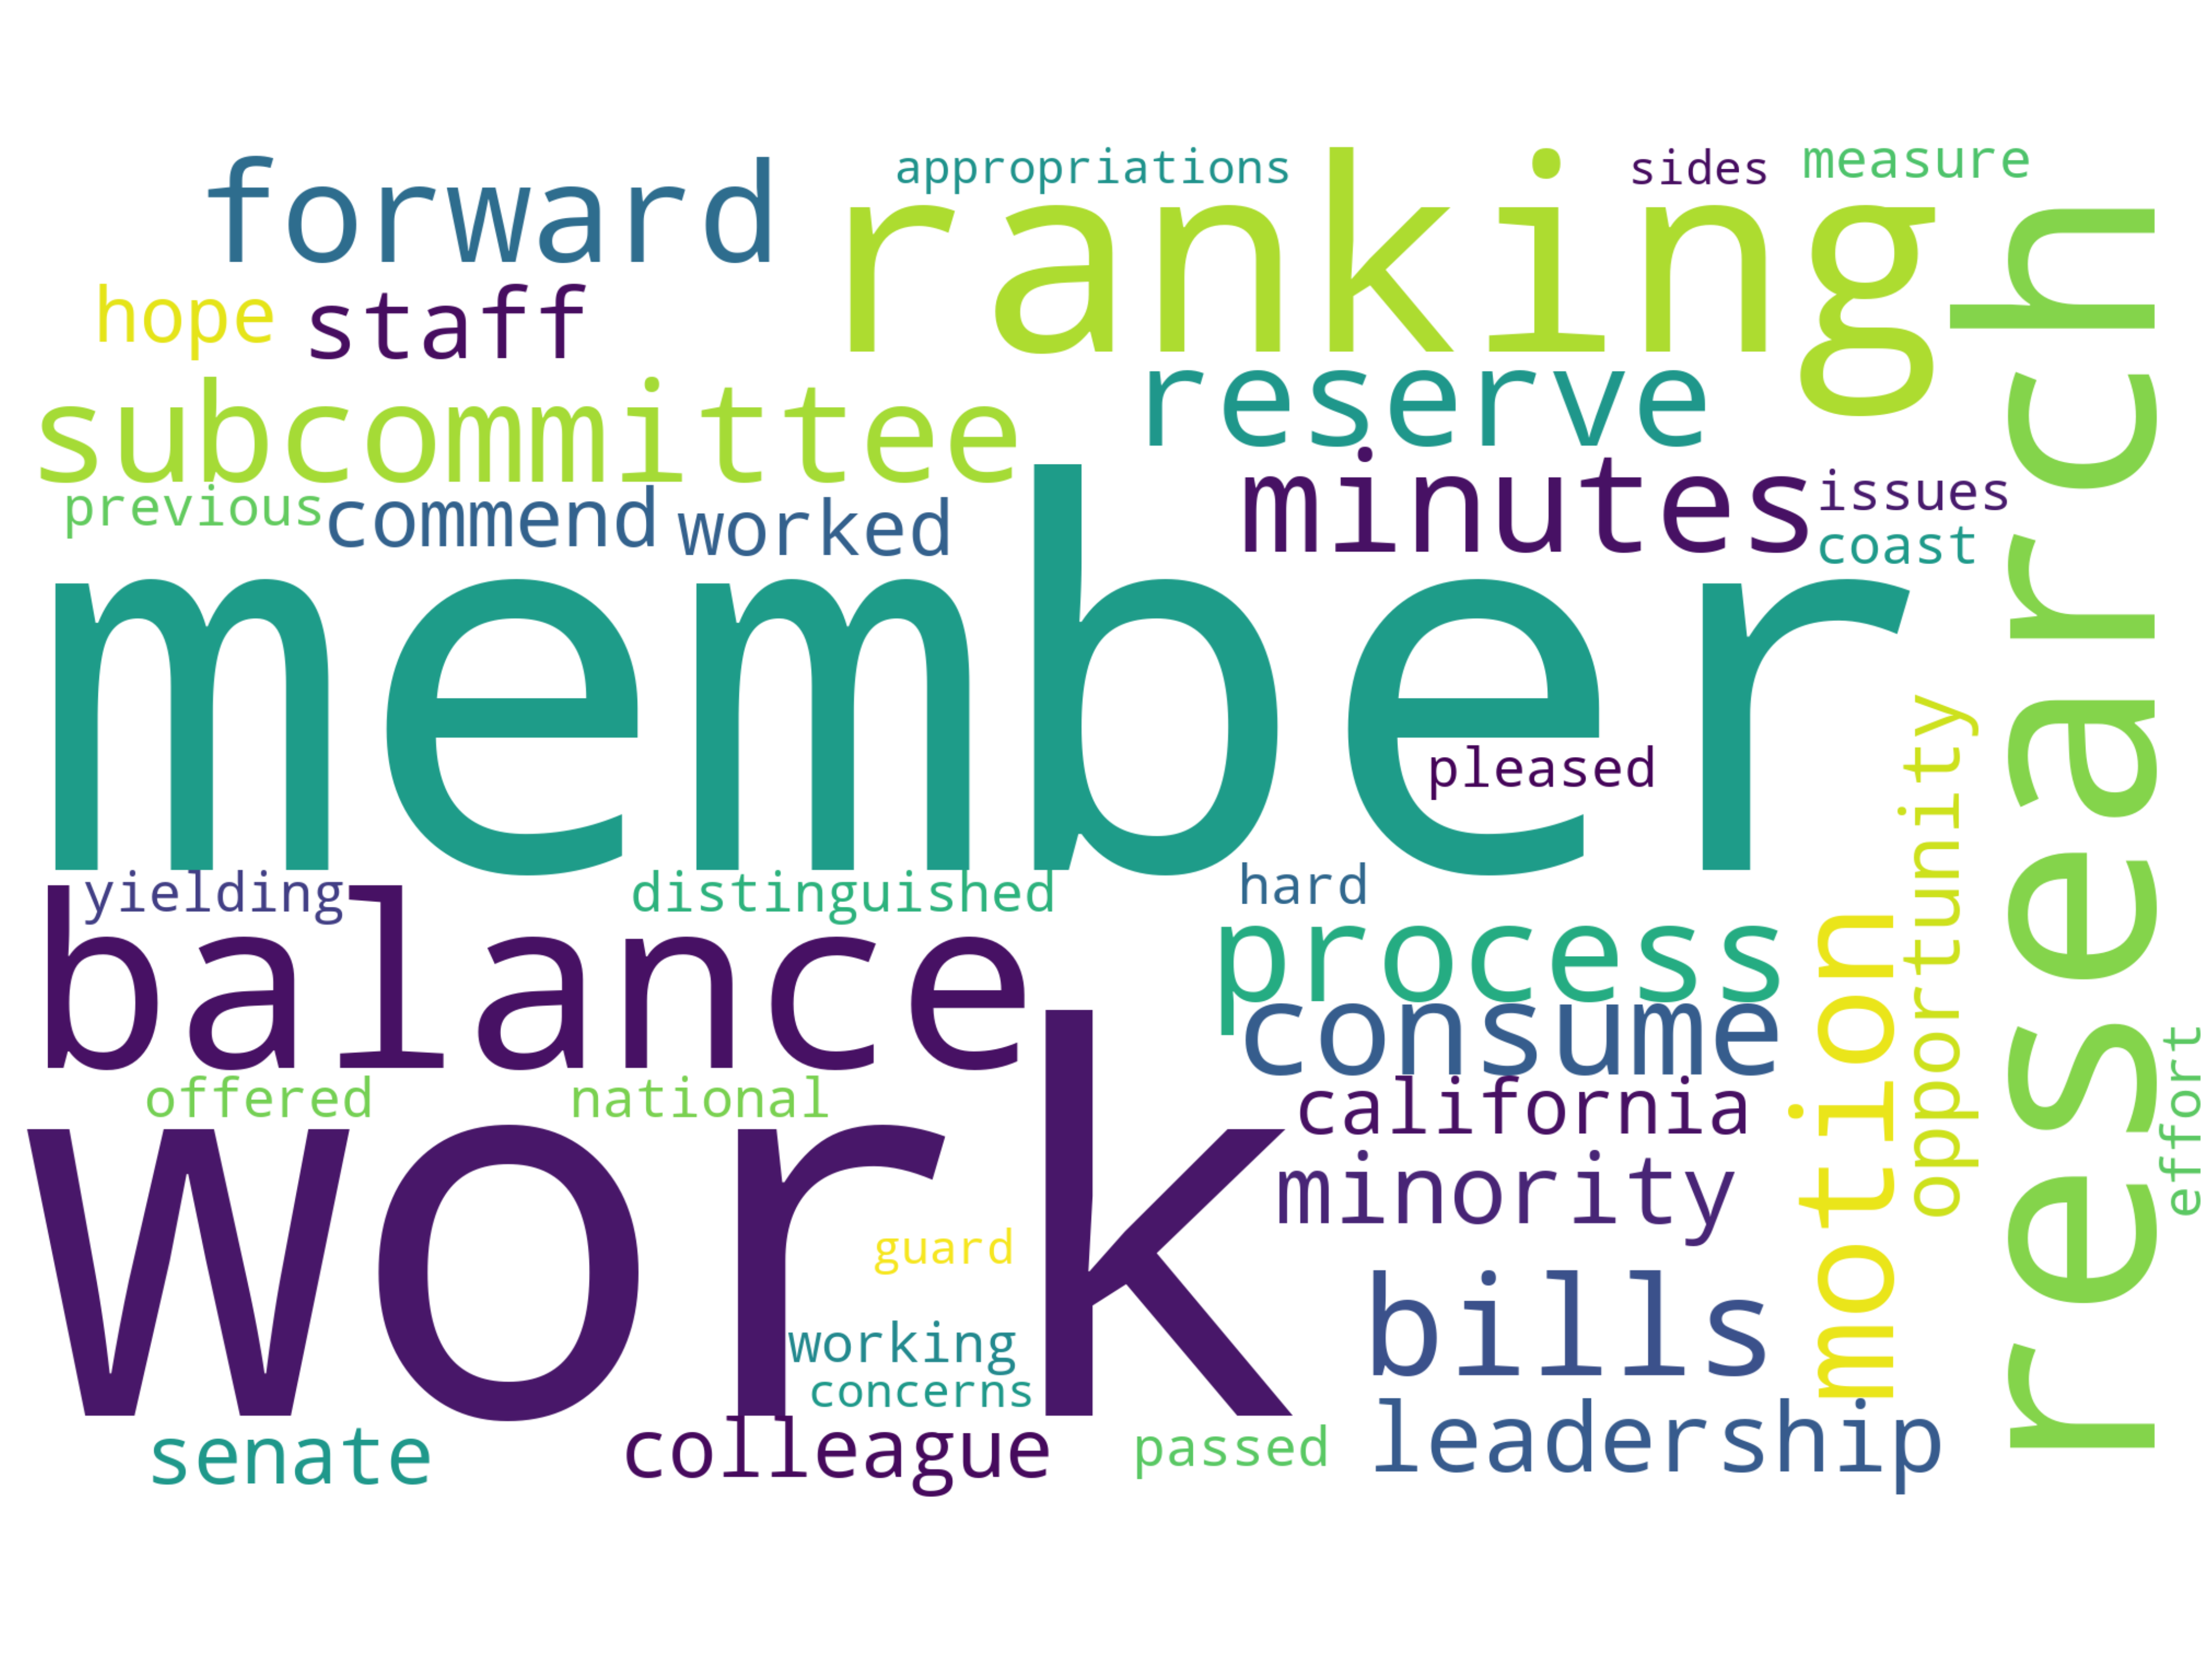 appropriations
sides
measure
forward
ranking
hope
staff
reserve
subcommittee
minutes
previous
commend
worked
issues
coast
member
research
pleased
opportunity
yielding
distinguished
hard
balance
process
motion
consume
offered
national
california
effort
work
minority
guard
bills
working
concerns
senate
colleague
passed
leadership